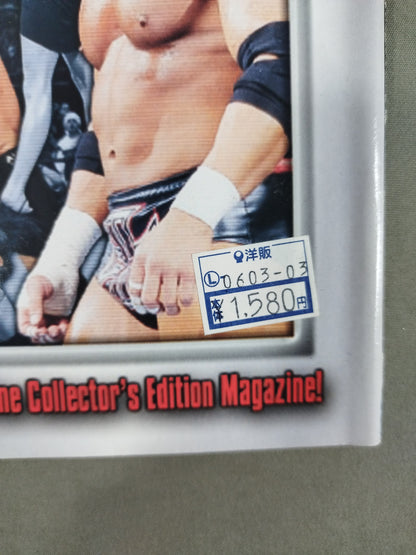 洋販
Ⓛ 0603-03
本体 ¥1,580円
ne Collector's Edition Magazine!